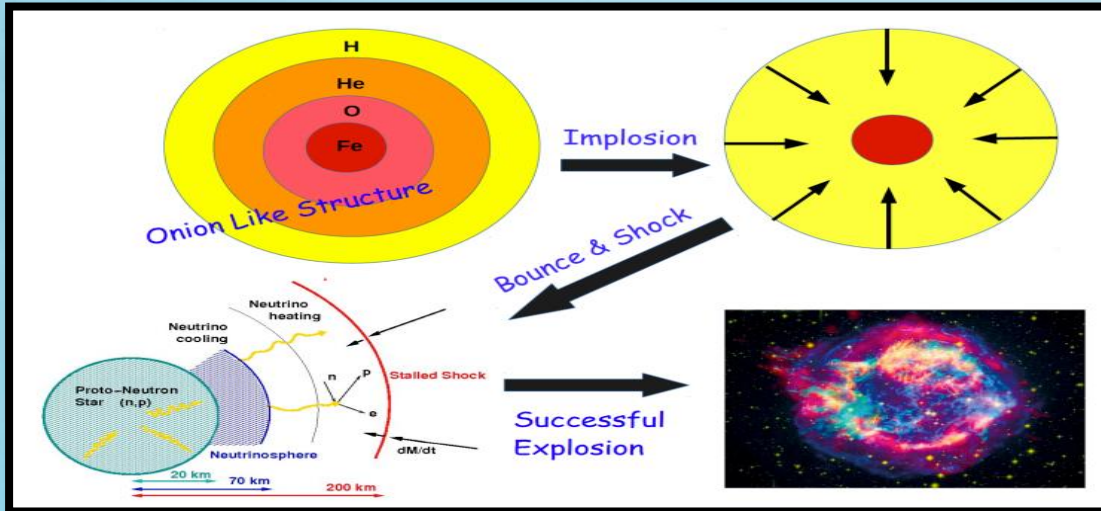 H
He
O
Fe
Onion Like Structure
Implosion
Bounce & Shock
Neutrino
heating
Neutrino
cooling
Proto-Neutron
Star (n,p)
n
p
e
Stalled Shock
Neutrinosphere
dM/dt
20 km
70 km
200 km
Successful
Explosion